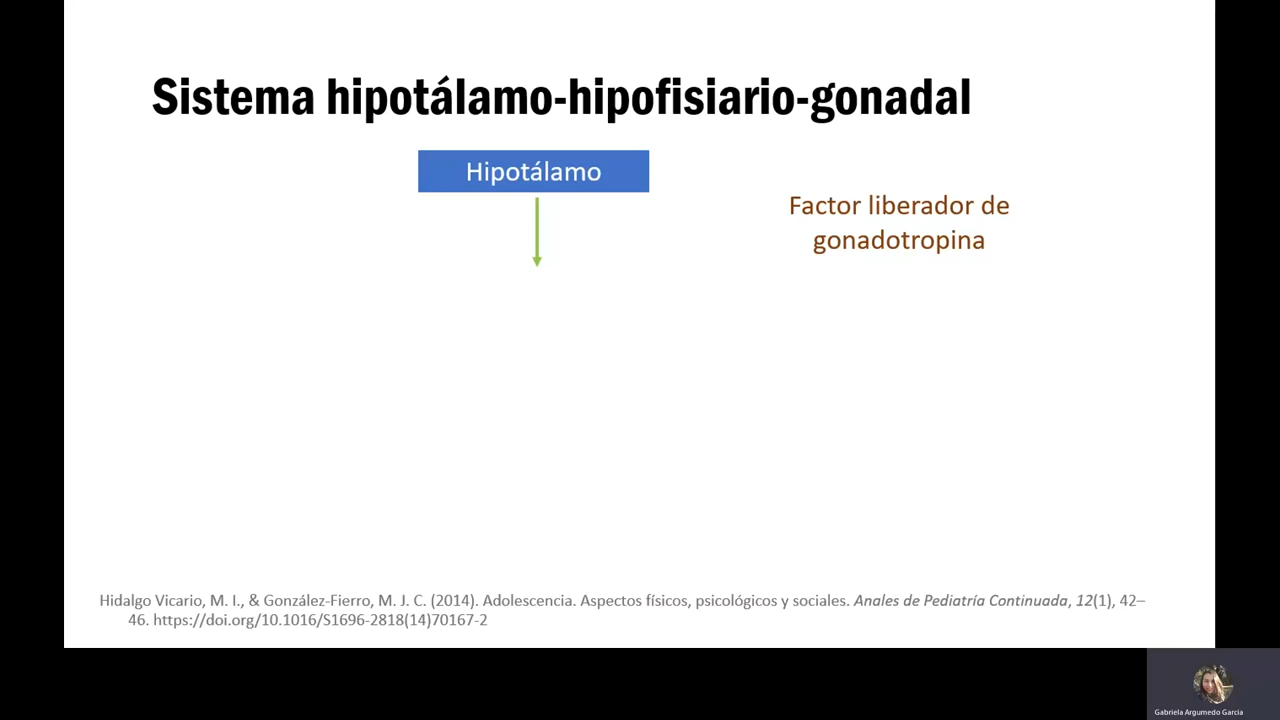 Sistema hipotálamo-hipofisiario-gonadal
Hipotálamo
Factor liberador de
gonadotropina
Hidalgo Vicario, M. I., & González-Fierro, M. J. C. (2014). Adolescencia. Aspectos físicos, psicológicos y sociales. Anales de Pediatría Continuada, 12(1), 42–
46. https://doi.org/10.1016/S1696-2818(14)70167-2
Gabriela Argumedo Garcia